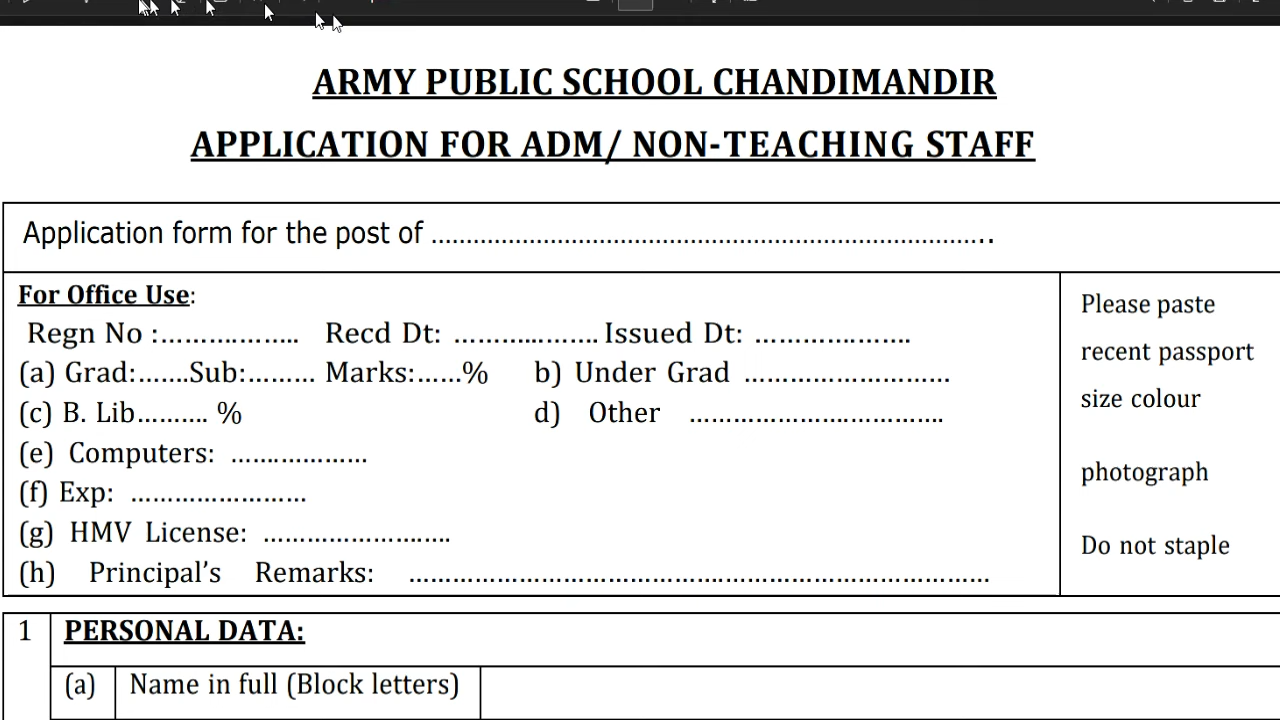 ARMY PUBLIC SCHOOL CHANDIMANDIR
APPLICATION FOR ADM/ NON-TEACHING STAFF
Application form for the post of ……………………………………………………………………..
For Office Use:
Regn No :…….……….. Recd Dt: ……...……. Issued Dt: ……………….
(a) Grad:…….Sub:……… Marks:……% b) Under Grad ………………………
(c) B. Lib………. % d) Other ……………….………….
(e) Computers: ……..…………
(f) Exp: ……………………
(g) HMV License: ……………….…….
(h) Principal’s Remarks: …………………………………….…………………………………
Please paste
recent passport
size colour
photograph
Do not staple
1 PERSONAL DATA:
(a) Name in full (Block letters)